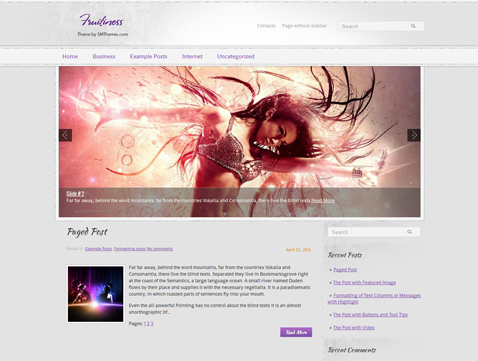 Fruitiness
Theme by SMThemes.com
Contacts Page without sidebar Search
Home Business Example Posts Internet Uncategorized
Slide # 2
Far far away, behind the word mountains, far from the countries Vokalia and Consonantia, there live the blind texts. Read More
Paged Post
Posted in Example Posts Formatting posts No comments
April 23, 2012
Far far away, behind the word mountains, far from the countries Vokalia and
Consonantia, there live the blind texts. Separated they live in Bookmarksgrove right
at the coast of the Semantics, a large language ocean. A small river named Duden
flows by their place and supplies it with the necessary regelialia. It is a paradisematic
country, in which roasted parts of sentences fly into your mouth.
Even the all-powerful Pointing has no control about the blind texts it is an almost
unorthographic life...
Pages: 1 2 3
Read More
Search
Recent Posts
Paged Post
The Post with Featured Image
Formatting of Text Columns or Messages
with Highlight
The Post with Buttons and Text Tips
The Post with Video
Recent Comments